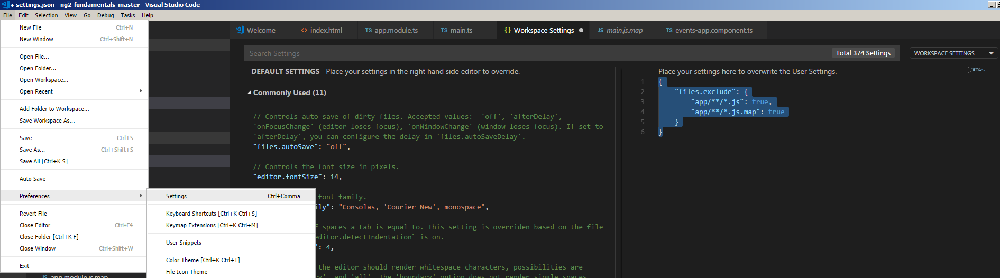 ● settings.json - ng2-fundamentals-master - Visual Studio Code
File Edit Selection View Go Debug Tasks Help
New File Ctrl+N
New Window Ctrl+Shift+N
Open File...
Open Folder...
Open Workspace...
Open Recent
Add Folder to Workspace...
Save Workspace As...
Save Ctrl+S
Save As... Ctrl+Shift+S
Save All [Ctrl+K S]
Auto Save
Preferences
Revert File
Close Editor Ctrl+F4
Close Folder [Ctrl+K F]
Close Window Ctrl+Shift+W
Exit
app.module.js.map
Settings Ctrl+Comma
Keyboard Shortcuts [Ctrl+K Ctrl+S]
Keymap Extensions [Ctrl+K Ctrl+M]
User Snippets
Color Theme [Ctrl+K Ctrl+T]
File Icon Theme
Welcome <> index.html TS app.module.ts TS main.ts {} Workspace Settings ● JS main.js.map TS events-app.component.ts
Search Settings Total 374 Settings WORKSPACE SETTINGS
DEFAULT SETTINGS Place your settings in the right hand side editor to override.
Commonly Used (11)
// Controls auto save of dirty files. Accepted values:  'off', 'afterDelay',
'onFocusChange' (editor loses focus), 'onWindowChange' (window loses focus). If set to
'afterDelay', you can configure the delay in 'files.autoSaveDelay'.
"files.autoSave": "off",
// Controls the font size in pixels.
"editor.fontSize": 14,
font family.
ily": "Consolas, 'Courier New', monospace",
f spaces a tab is equal to. This setting is overriden based on the file
editor.detectIndentation` is on.
": 4,
the editor should render whitespace characters, possibilities are
ry', and 'all'. The 'boundary' option does not render single spaces
Place your settings here to overwrite the User Settings.
1 {
2 "files.exclude": {
3 "app/**/*.js": true,
4 "app/**/*.js.map": true
5 }
6 }